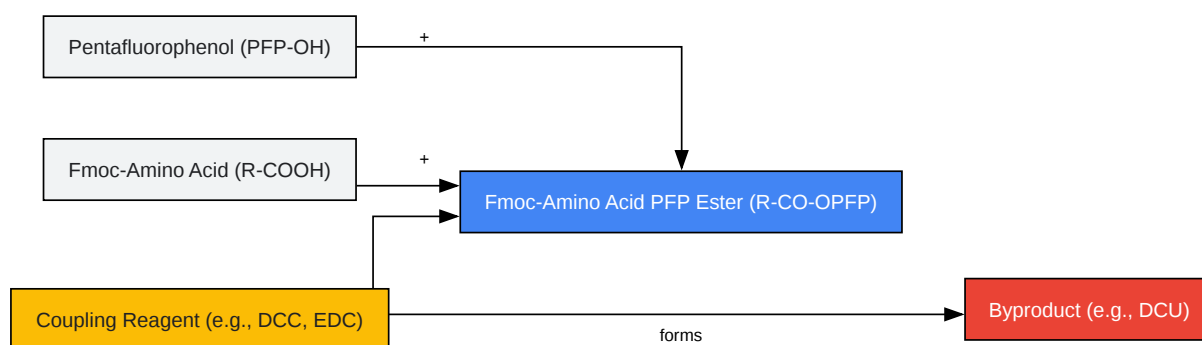 Pentafluorophenol (PFP-OH)
+
Fmoc-Amino Acid (R-COOH)
+
Fmoc-Amino Acid PFP Ester (R-CO-OPFP)
Coupling Reagent (e.g., DCC, EDC)
forms
Byproduct (e.g., DCU)